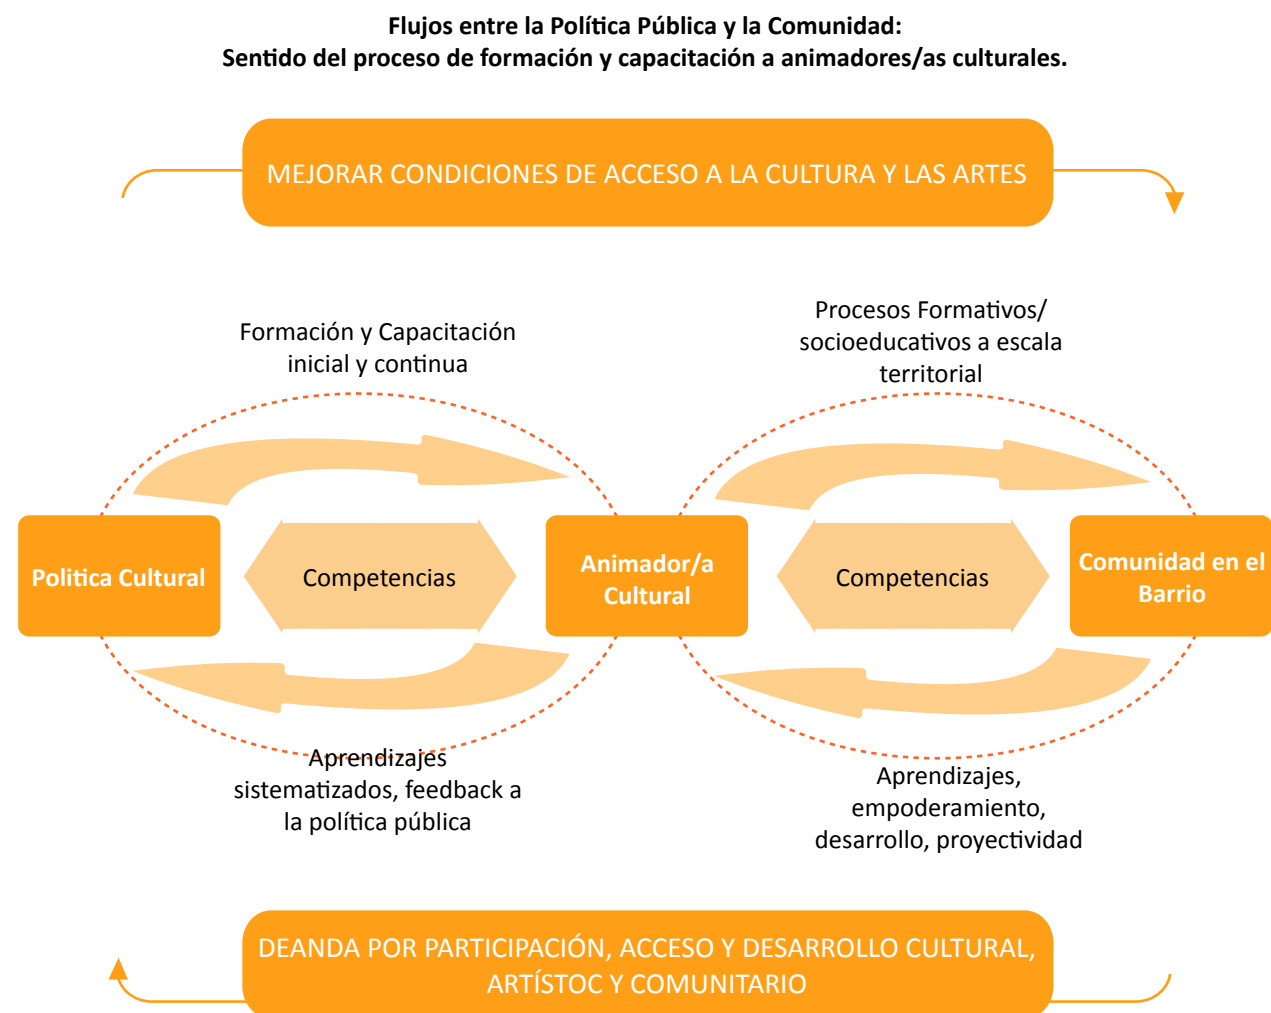 Flujos entre la Política Pública y la Comunidad:
Sentido del proceso de formación y capacitación a animadores/as culturales.
MEJORAR CONDICIONES DE ACCESO A LA CULTURA Y LAS ARTES
Formación y Capacitación
inicial y continua
Procesos Formativos/
socioeducativos a escala
territorial
Politica Cultural
Competencias
Animador/a
Cultural
Competencias
Comunidad en el
Barrio
Aprendizajes
sistematizados, feedback a
la política pública
Aprendizajes,
empoderamiento,
desarrollo, proyectividad
DEANDA POR PARTICIPACIÓN, ACCESO Y DESARROLLO CULTURAL,
ARTÍSTOC Y COMUNITARIO